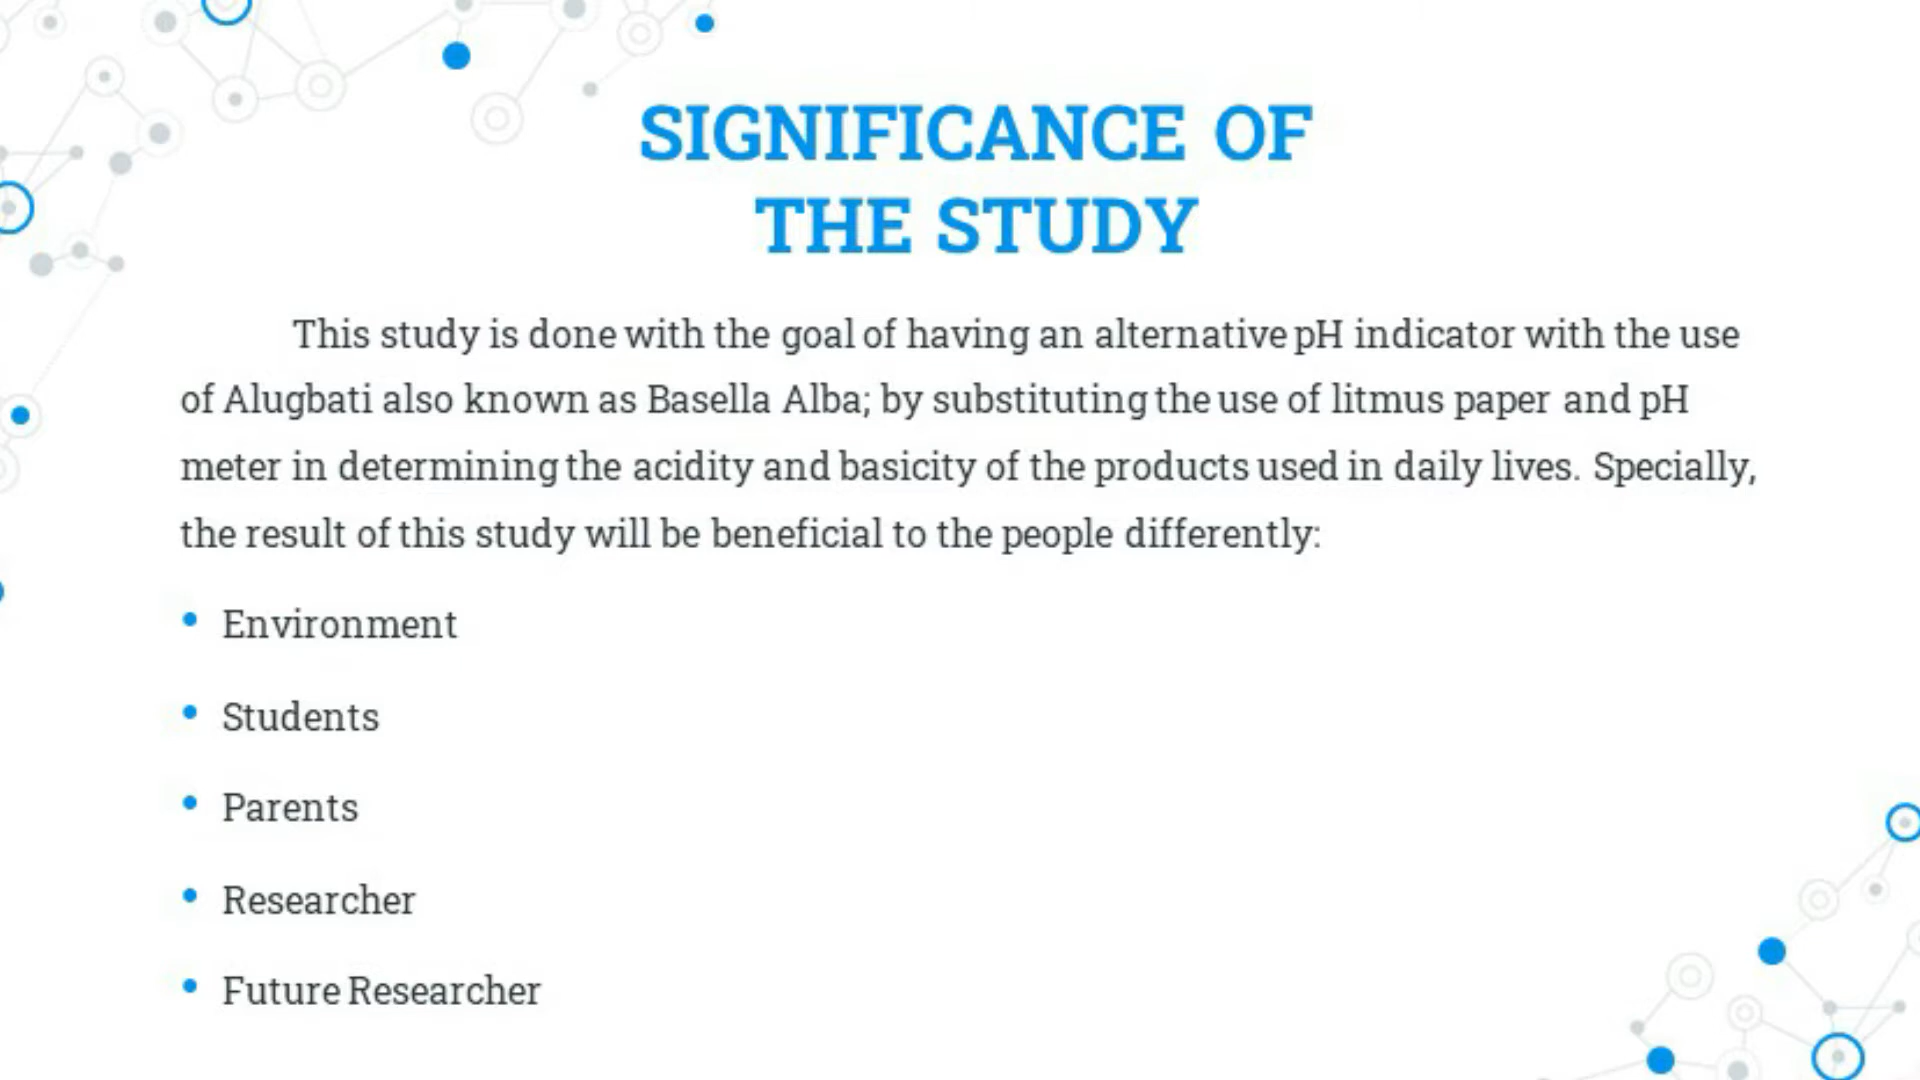 SIGNIFICANCE OF
THE STUDY
This study is done with the goal of having an alternative pH indicator with the use
of Alugbati also known as Basella Alba; by substituting the use of litmus paper and pH
meter in determining the acidity and basicity of the products used in daily lives. Specially,
the result of this study will be beneficial to the people differently:
• Environment
• Students
• Parents
• Researcher
• Future Researcher